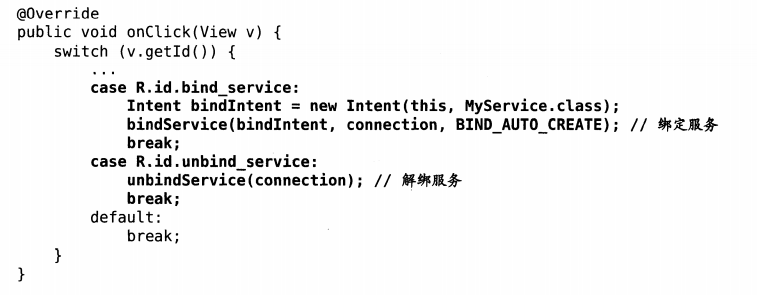 @Override
public void onClick(View v) {
    switch (v.getId()) {
        ...
        case R.id.bind_service:
            Intent bindIntent = new Intent(this, MyService.class);
            bindService(bindIntent, connection, BIND_AUTO_CREATE); // 绑定服务
            break;
        case R.id.unbind_service:
            unbindService(connection); // 解绑服务
            break;
        default:
            break;
    }
}